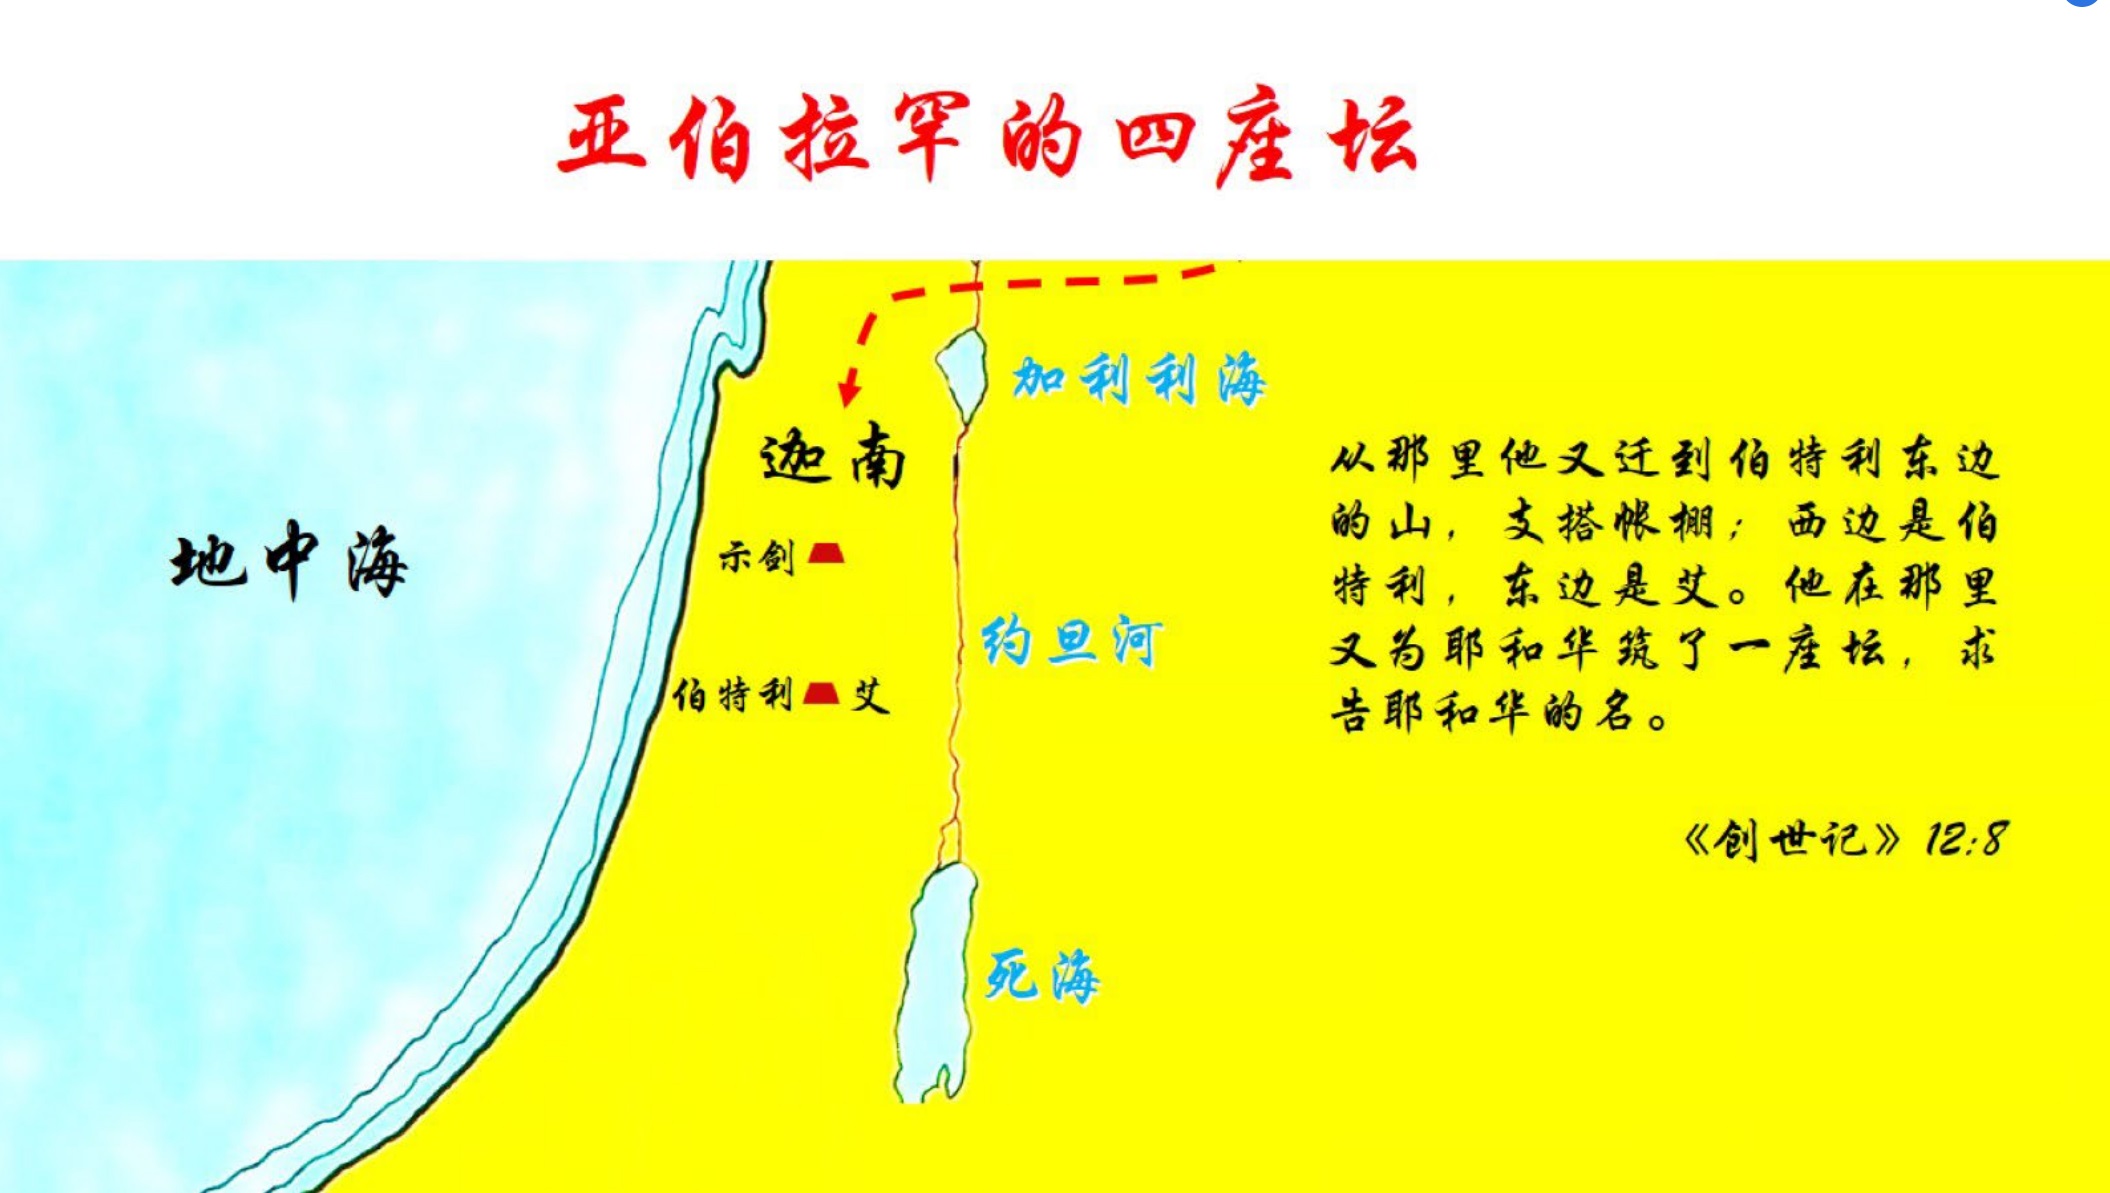 亚伯拉罕的四座坛
加利利海
迦南
地中海
示剑
约旦河
伯特利 艾
死海
从那里他又迁到伯特利东边
的山，支搭帐棚；西边是伯
特利，东边是艾。他在那里
又为耶和华筑了一座坛，求
告耶和华的名。
《创世记》12:8